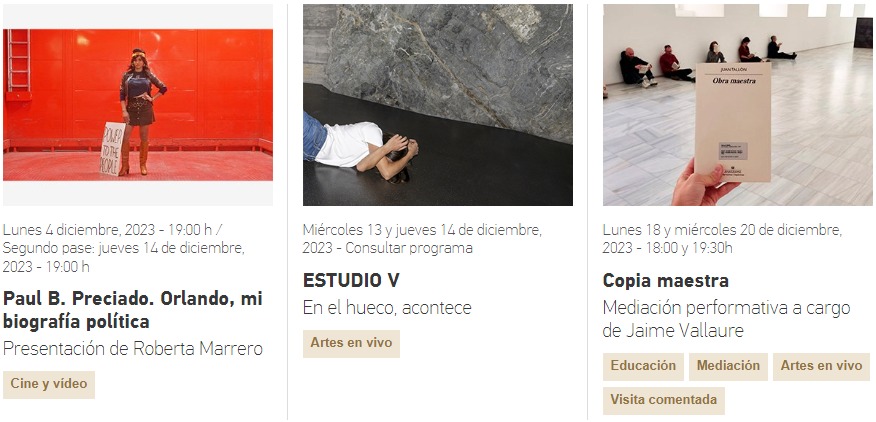 POWER
TO THE
PEOPLE
Lunes 4 diciembre, 2023 - 19:00 h /
Segundo pase: jueves 14 de diciembre,
2023 - 19:00 h
Paul B. Preciado. Orlando, mi
biografía política
Presentación de Roberta Marrero
Cine y vídeo
Miércoles 13 y jueves 14 de diciembre,
2023 - Consultar programa
ESTUDIO V
En el hueco, acontece
Artes en vivo
JUAN TALLÓN
Obra maestra
ANAGRAMA
Lunes 18 y miércoles 20 de diciembre,
2023 - 18:00 y 19:30h
Copia maestra
Mediación performativa a cargo
de Jaime Vallaure
Educación
Mediación
Artes en vivo
Visita comentada